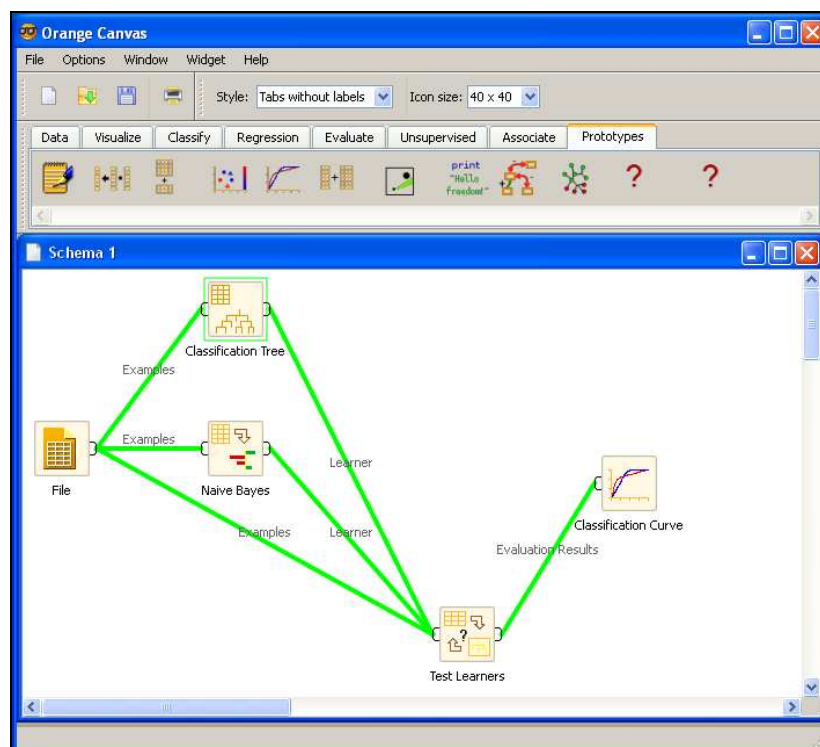 Orange Canvas
File Options Window Widget Help
Style: Tabs without labels Icon size: 40 x 40
Data Visualize Classify Regression Evaluate Unsupervised Associate Prototypes
print
"Hello
freedom!"
? ?
Schema 1
Classification Tree
Examples
Examples
Learner
File
Naive Bayes
Classification Curve
Examples
Learner
Evaluation Results
?
Test Learners